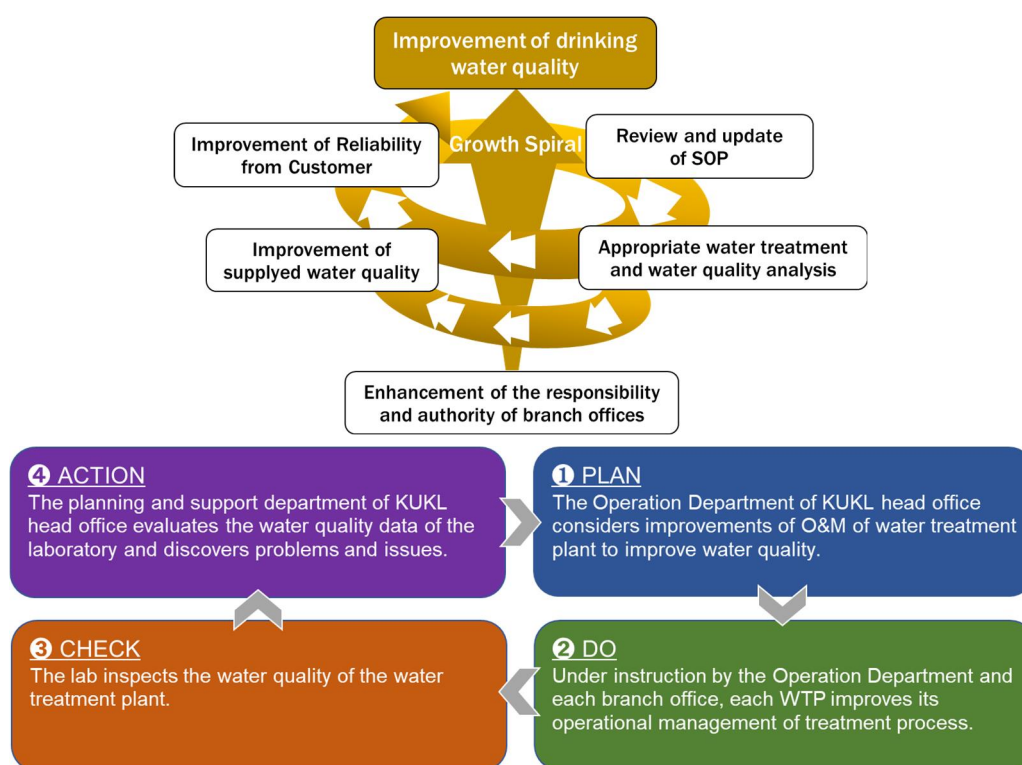 Improvement of drinking
water quality
Growth Spiral
Improvement of Reliability
from Customer
Review and update
of SOP
Improvement of
supplyed water quality
Appropriate water treatment
and water quality analysis
Enhancement of the responsibility
and authority of branch offices
❹ ACTION
The planning and support department of KUKL
head office evaluates the water quality data of the
laboratory and discovers problems and issues.
❶ PLAN
The Operation Department of KUKL head office
considers improvements of O&M of water treatment
plant to improve water quality.
❸ CHECK
The lab inspects the water quality of the water
treatment plant.
❷ DO
Under instruction by the Operation Department and
each branch office, each WTP improves its
operational management of treatment process.